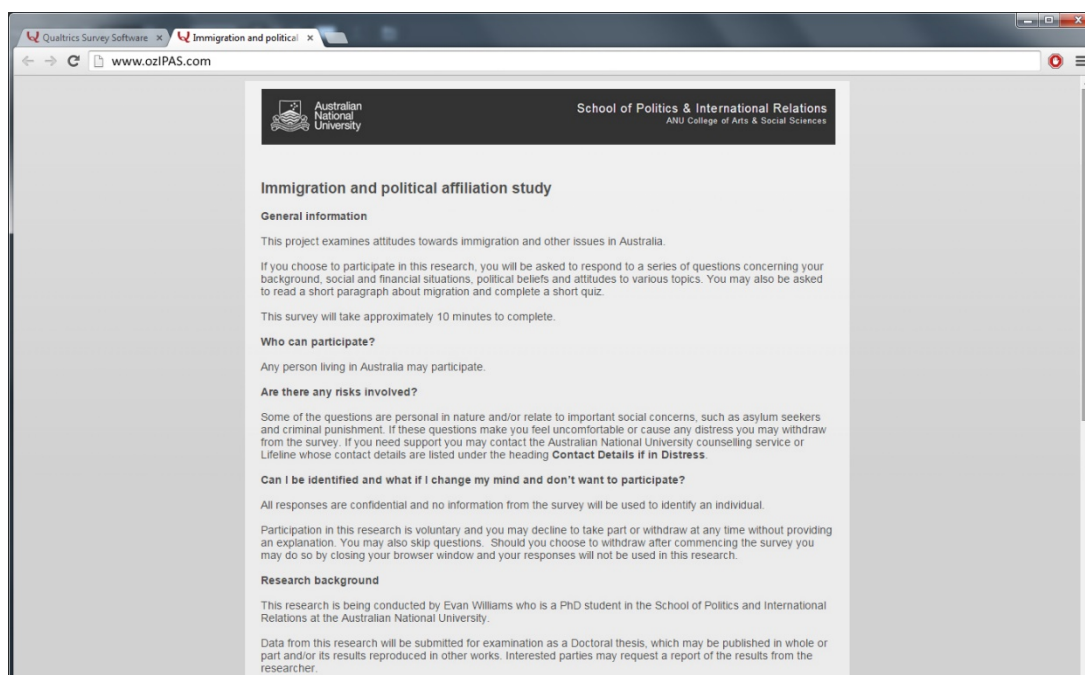 Qualtrics Survey Software
Immigration and political
www.ozIPAS.com
Australian
National
University
School of Politics & International Relations
ANU College of Arts & Social Sciences
Immigration and political affiliation study
General information
This project examines attitudes towards immigration and other issues in Australia.
If you choose to participate in this research, you will be asked to respond to a series of questions concerning your
background, social and financial situations, political beliefs and attitudes to various topics. You may also be asked
to read a short paragraph about migration and complete a short quiz.
This survey will take approximately 10 minutes to complete.
Who can participate?
Any person living in Australia may participate.
Are there any risks involved?
Some of the questions are personal in nature and/or relate to important social concerns, such as asylum seekers
and criminal punishment. If these questions make you feel uncomfortable or cause any distress you may withdraw
from the survey. If you need support you may contact the Australian National University counselling service or
Lifeline whose contact details are listed under the heading Contact Details if in Distress.
Can I be identified and what if I change my mind and don't want to participate?
All responses are confidential and no information from the survey will be used to identify an individual.
Participation in this research is voluntary and you may decline to take part or withdraw at any time without providing
an explanation. You may also skip questions. Should you choose to withdraw after commencing the survey you
may do so by closing your browser window and your responses will not be used in this research.
Research background
This research is being conducted by Evan Williams who is a PhD student in the School of Politics and International
Relations at the Australian National University.
Data from this research will be submitted for examination as a Doctoral thesis, which may be published in whole or
part and/or its results reproduced in other works. Interested parties may request a report of the results from the
researcher.